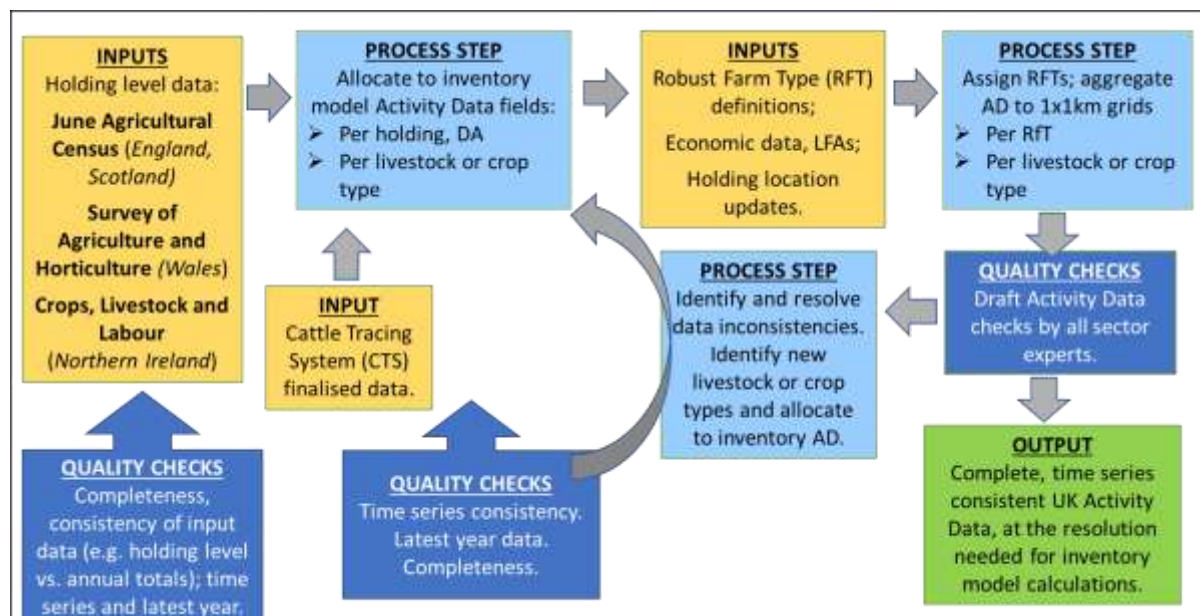 INPUTS
Holding level data:
June Agricultural
Census (England,
Scotland)
Survey of
Agriculture and
Horticulture (Wales)
Crops, Livestock and
Labour
(Northern Ireland)
PROCESS STEP
Allocate to inventory
model Activity Data fields:
➢ Per holding, DA
➢ Per livestock or crop
type
INPUTS
Robust Farm Type (RFT)
definitions;
Economic data, LFAs;
Holding location
updates.
PROCESS STEP
Assign RFTs; aggregate
AD to 1x1km grids
➢ Per RfT
➢ Per livestock or crop
type
INPUT
Cattle Tracing
System (CTS)
finalised data.
PROCESS STEP
Identify and resolve
data inconsistencies.
Identify new
livestock or crop
types and allocate
to inventory AD.
QUALITY CHECKS
Draft Activity Data
checks by all sector
experts.
QUALITY CHECKS
Completeness,
consistency of input
data (e.g. holding level
vs. annual totals); time
series and latest year.
QUALITY CHECKS
Time series consistency.
Latest year data.
Completeness.
OUTPUT
Complete, time series
consistent UK Activity
Data, at the resolution
needed for inventory
model calculations.